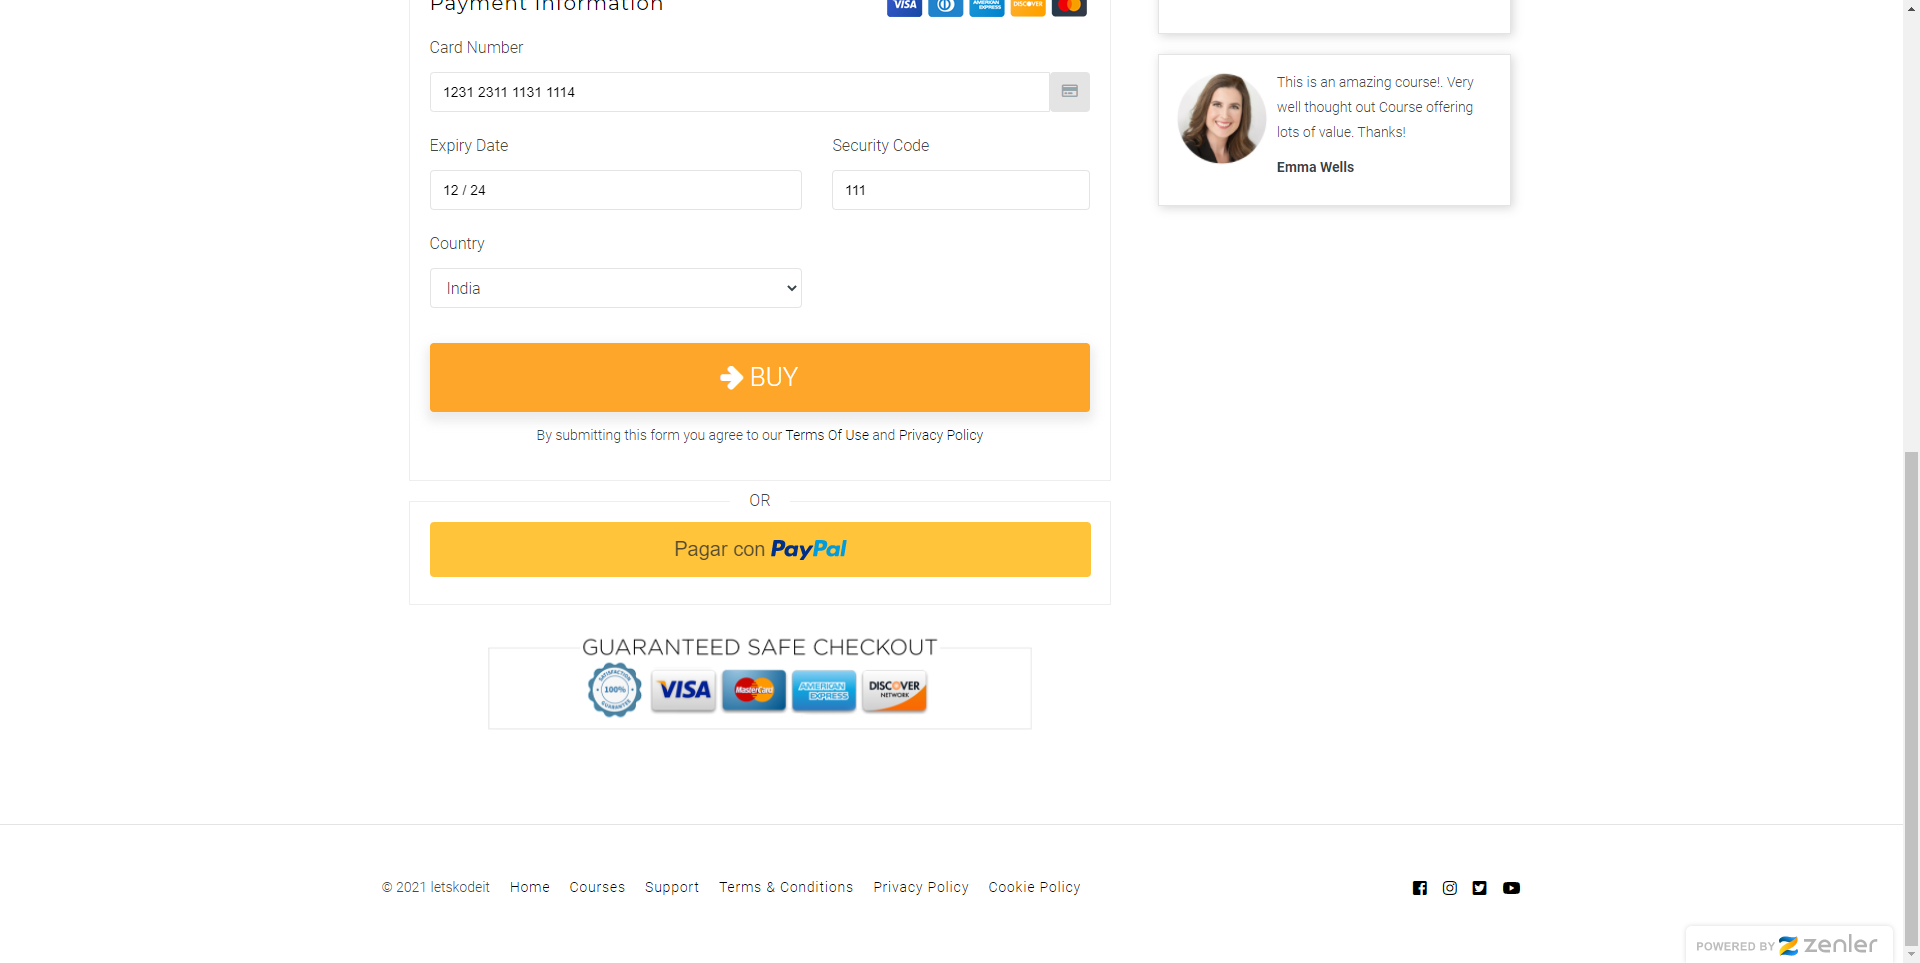 Payment Information
VISA
AMERICAN EXPRESS
DISCOVER
Card Number
1231 2311 1131 1114
Expiry Date
Security Code
12 / 24
111
Country
India
BUY
By submitting this form you agree to our Terms Of Use and Privacy Policy
OR
Pagar con PayPal
GUARANTEED SAFE CHECKOUT
SATISFACTION
100%
GUARANTEE
VISA
MasterCard
AMERICAN EXPRESS
DISCOVER
NETWORK
This is an amazing course!. Very
well thought out Course offering
lots of value. Thanks!
Emma Wells
© 2021 letskodeit
Home
Courses
Support
Terms & Conditions
Privacy Policy
Cookie Policy
POWERED BY zenler